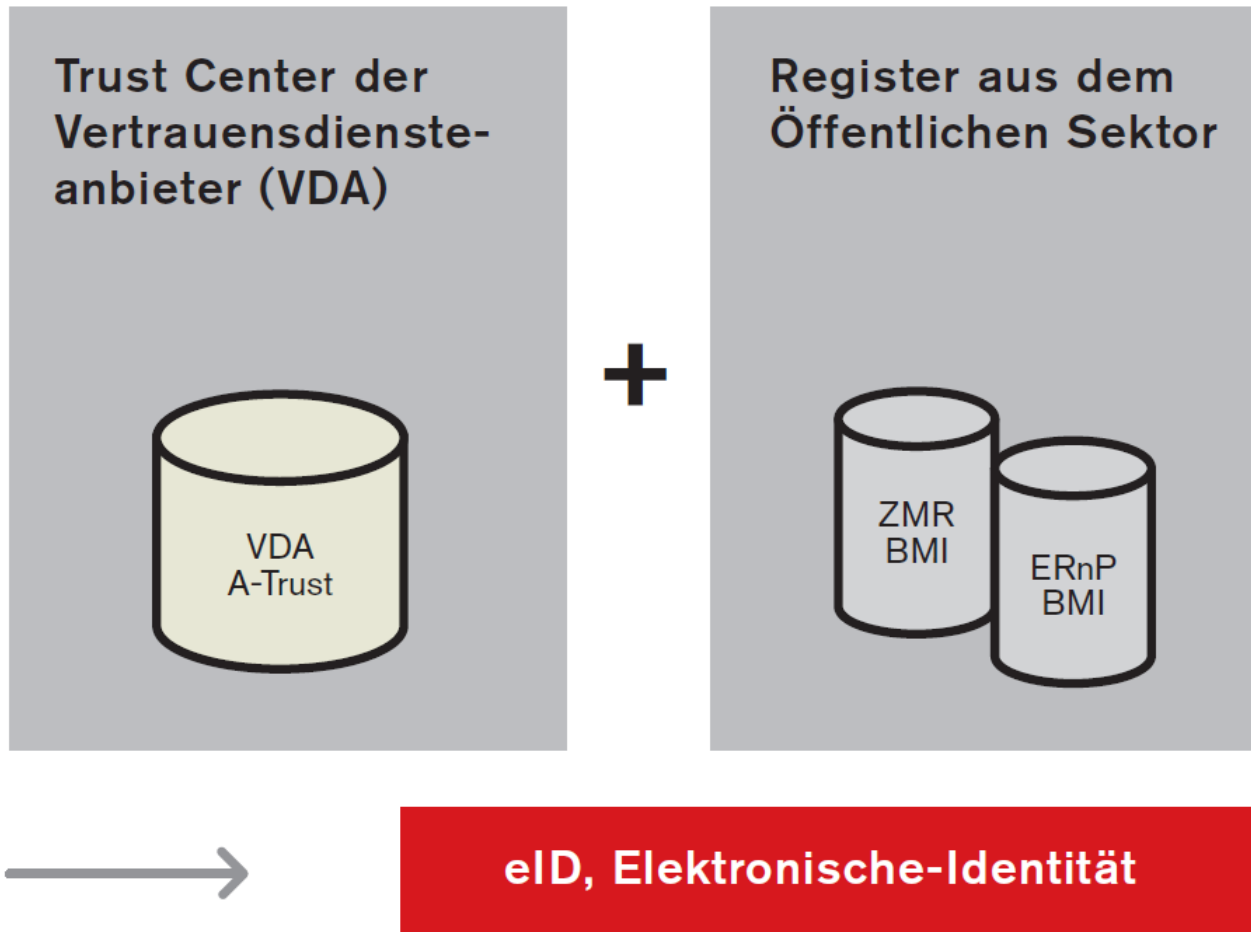 Trust Center der
Vertrauensdienste-
anbieter (VDA)
VDA
A-Trust
+
Register aus dem
Öffentlichen Sektor
ZMR
BMI
ERnP
BMI
eID, Elektronische-Identität